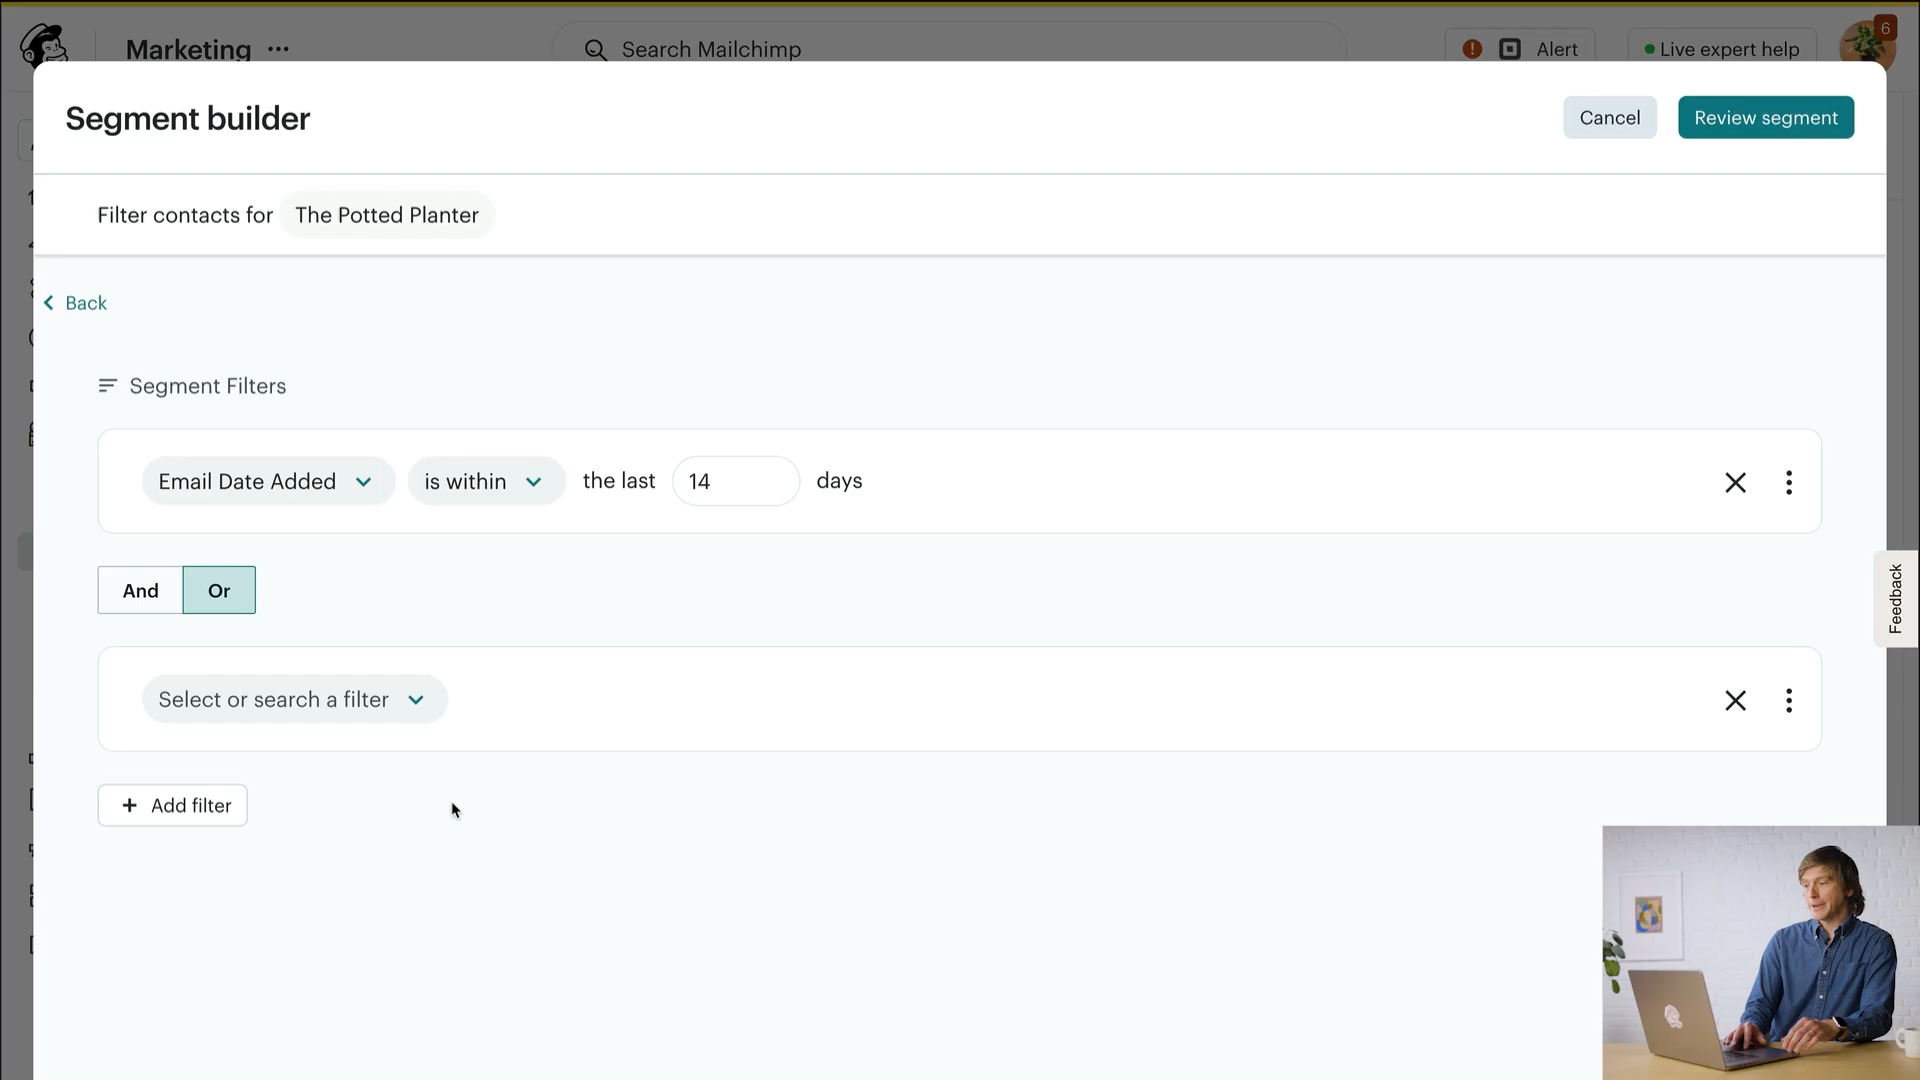 Marketing ...
Search Mailchimp
Alert
Live expert help
6
Segment builder
Cancel
Review segment
Filter contacts for The Potted Planter
Back
Segment Filters
Email Date Added is within the last 14 days
And Or
Feedback
Select or search a filter
+ Add filter